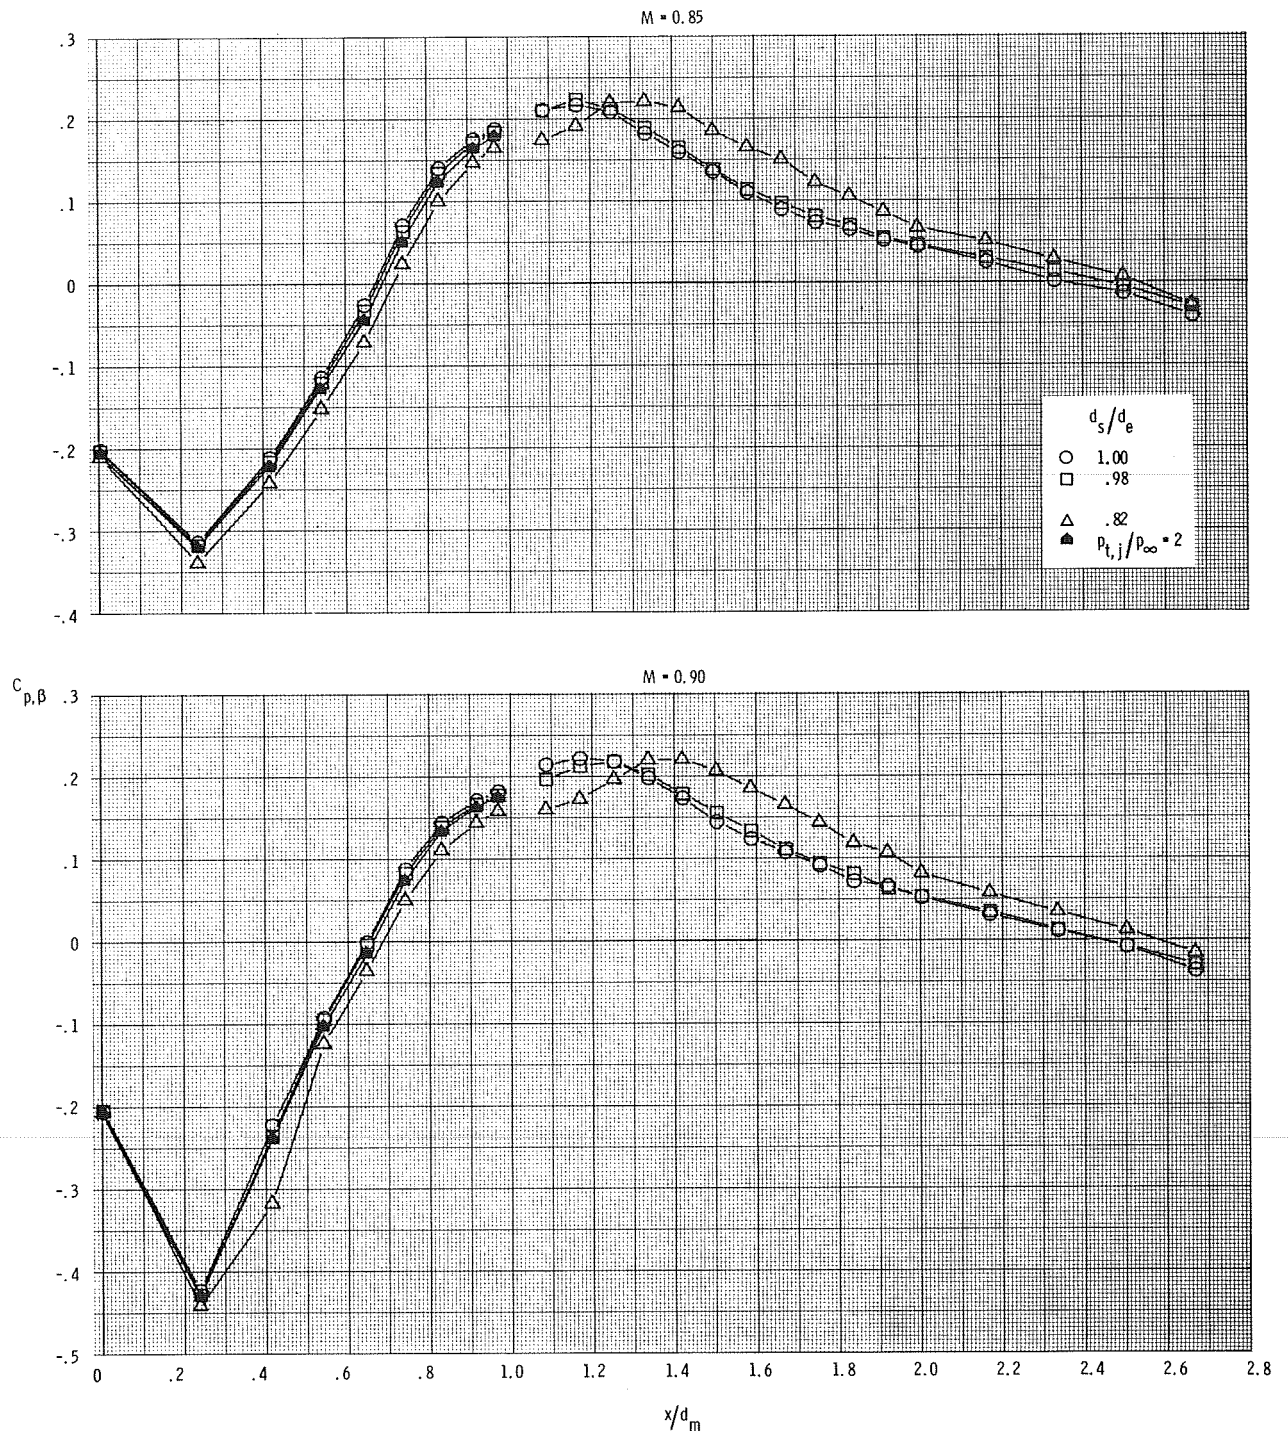 M = 0.85
.3
.2
.1
0
-.1
-.2
-.3
-.4
d_s/d_e
1.00
.98
.82
p_t,j/p_∞ = 2
C_p,β
M = 0.90
.3
.2
.1
0
-.1
-.2
-.3
-.4
-.5
0 .2 .4 .6 .8 1.0 1.2 1.4 1.6 1.8 2.0 2.2 2.4 2.6 2.8
x/d_m